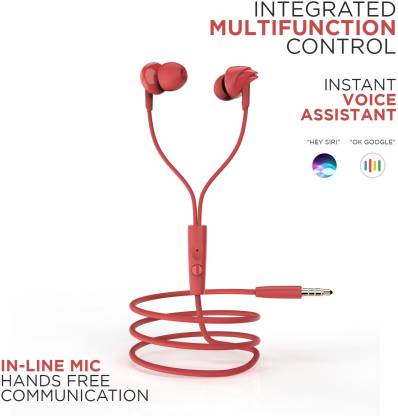 INTEGRATED
MULTIFUNCTION
CONTROL
INSTANT
VOICE
ASSISTANT
"HEY SIRI" "OK GOOGLE"
IN-LINE MIC
HANDS FREE
COMMUNICATION